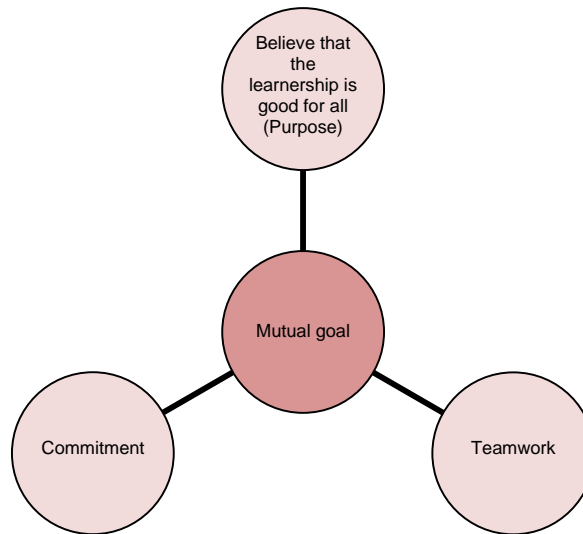 Believe that
the
learnership is
good for all
(Purpose)
Mutual goal
Commitment
Teamwork